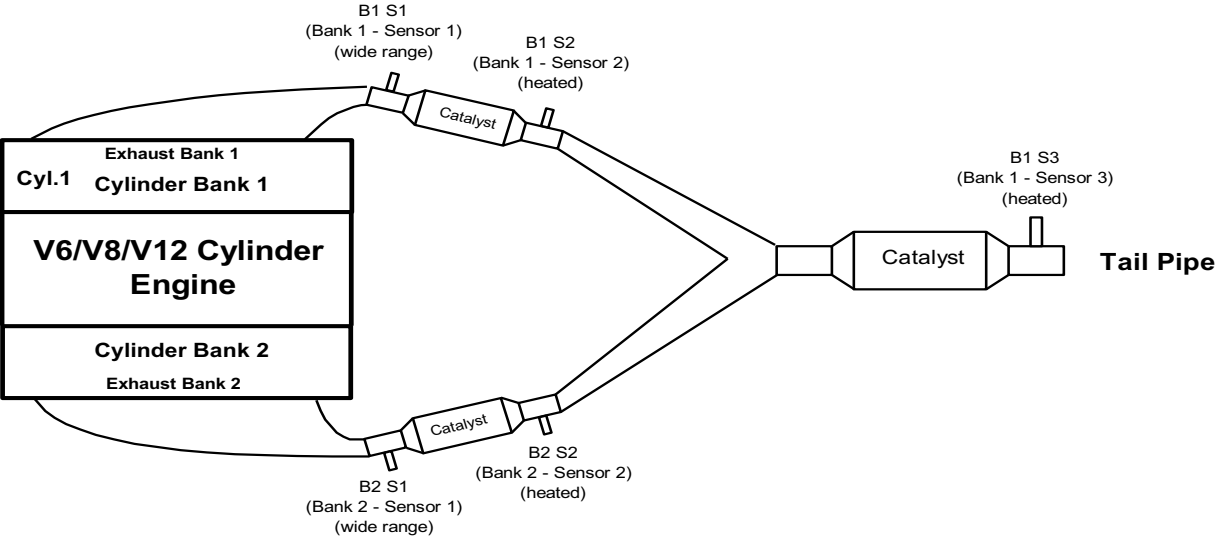 B1 S1
(Bank 1 - Sensor 1)
(wide range)
B1 S2
(Bank 1 - Sensor 2)
(heated)
Catalyst
Exhaust Bank 1
Cyl.1 Cylinder Bank 1
B1 S3
(Bank 1 - Sensor 3)
(heated)
V6/V8/V12 Cylinder
Engine
Catalyst
Tail Pipe
Cylinder Bank 2
Exhaust Bank 2
Catalyst
B2 S2
(Bank 2 - Sensor 2)
(heated)
B2 S1
(Bank 2 - Sensor 1)
(wide range)